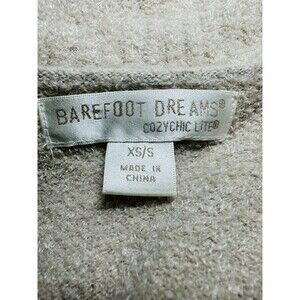 BAREFOOT DREAMS®
COZYCHIC LITE®
XS/S
MADE IN
CHINA